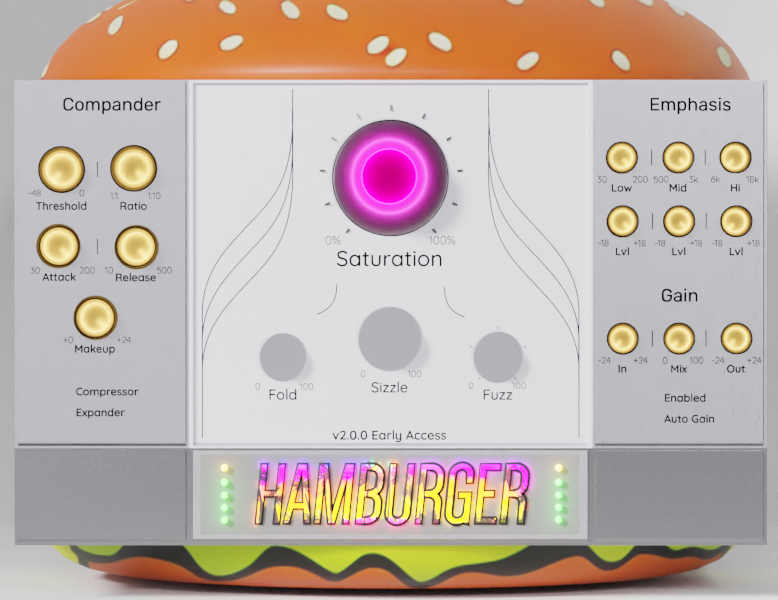 Compander
-48 0
Threshold
1:1 1:10
Ratio
30 200
Attack
10 500
Release
+0 +24
Makeup
Compressor
Expander
0% 100%
Saturation
0 100
Fold
0 100
Sizzle
0 100
Fuzz
v2.0.0 Early Access
HAMBURGER
Emphasis
30 200
Low
500 3k
Mid
6k 18k
Hi
-18 +18
Lvl
-18 +18
Lvl
-18 +18
Lvl
Gain
-24 +24
In
0 100
Mix
-24 +24
Out
Enabled
Auto Gain